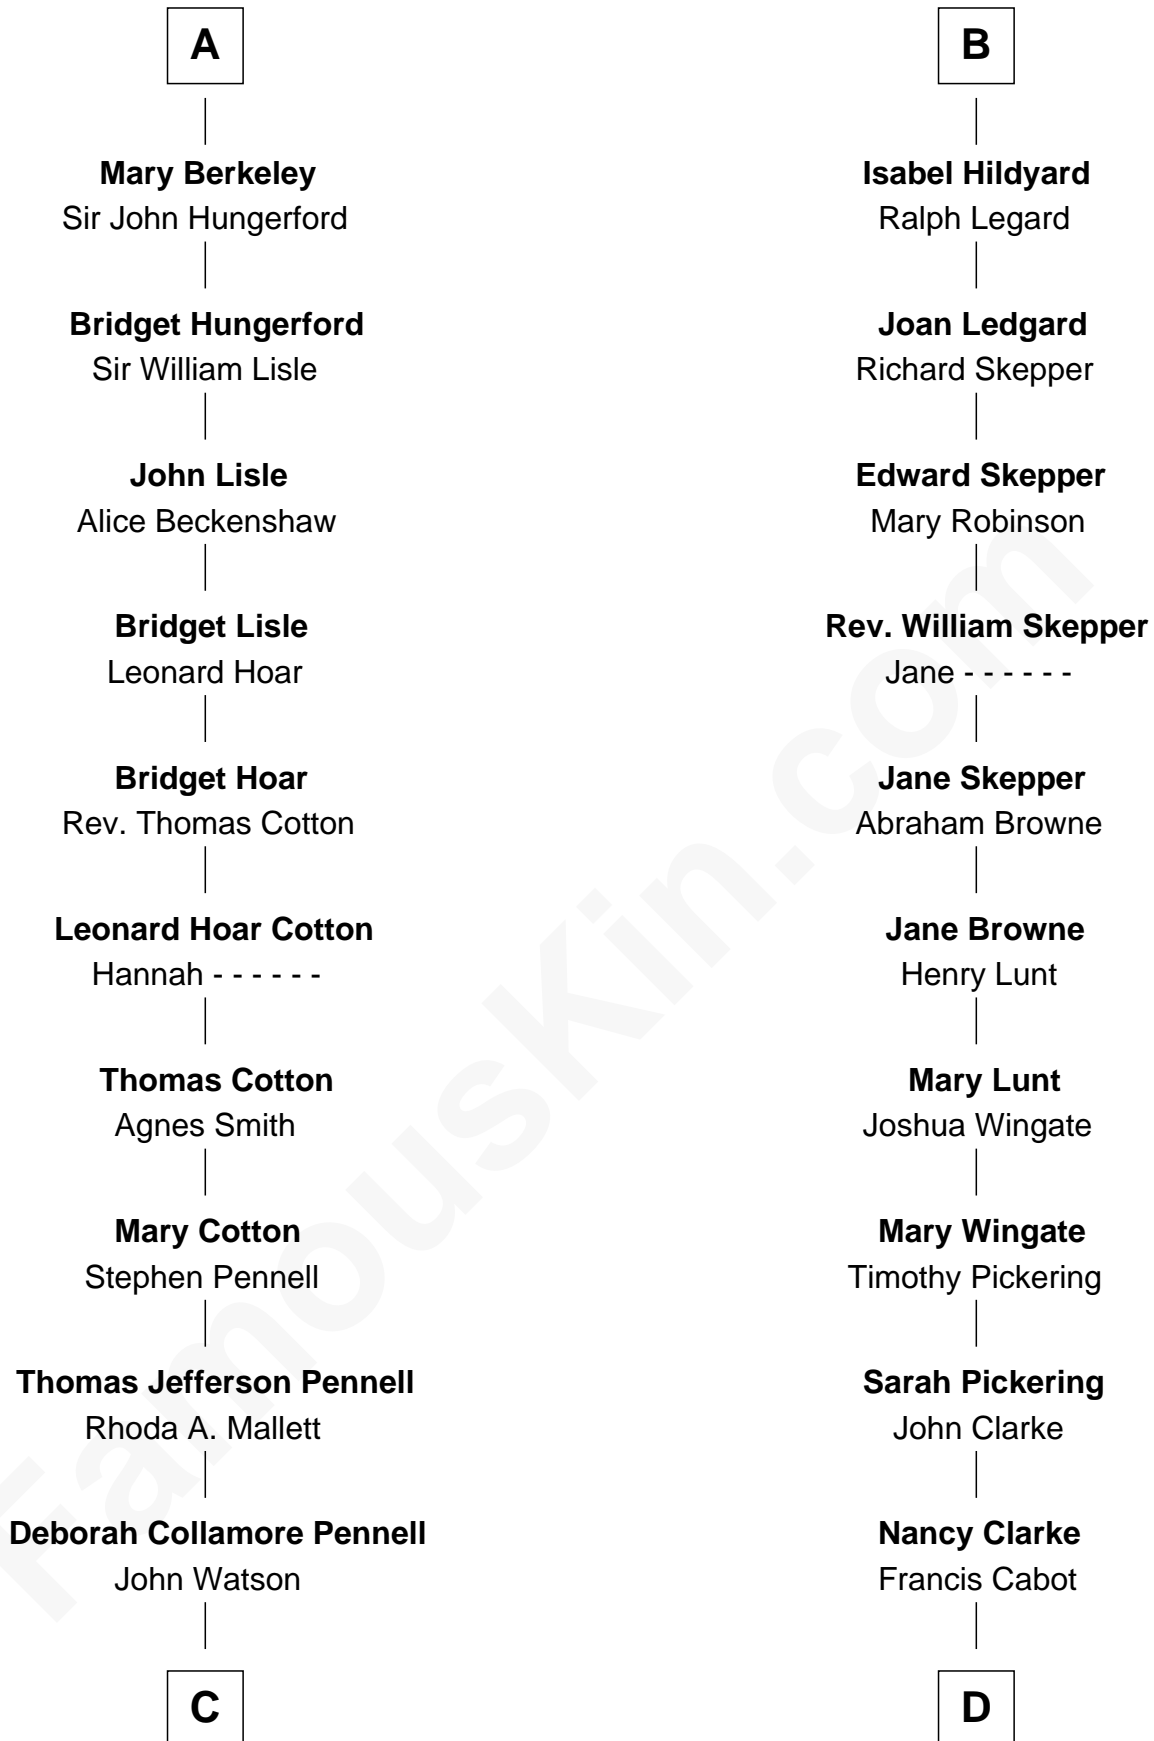 A
Mary Berkeley
Sir John Hungerford
Bridget Hungerford
Sir William Lisle
John Lisle
Alice Beckenshaw
Bridget Lisle
Leonard Hoar
Bridget Hoar
Rev. Thomas Cotton
Leonard Hoar Cotton
Hannah - - - - - -
Thomas Cotton
Agnes Smith
Mary Cotton
Stephen Pennell
Thomas Jefferson Pennell
Rhoda A. Mallett
Deborah Collamore Pennell
John Watson
C
B
Isabel Hildyard
Ralph Legard
Joan Ledgard
Richard Skepper
Edward Skepper
Mary Robinson
Rev. William Skepper
Jane - - - - - -
Jane Skepper
Abraham Browne
Jane Browne
Henry Lunt
Mary Lunt
Joshua Wingate
Mary Wingate
Timothy Pickering
Sarah Pickering
John Clarke
Nancy Clarke
Francis Cabot
D
FamousKin.com